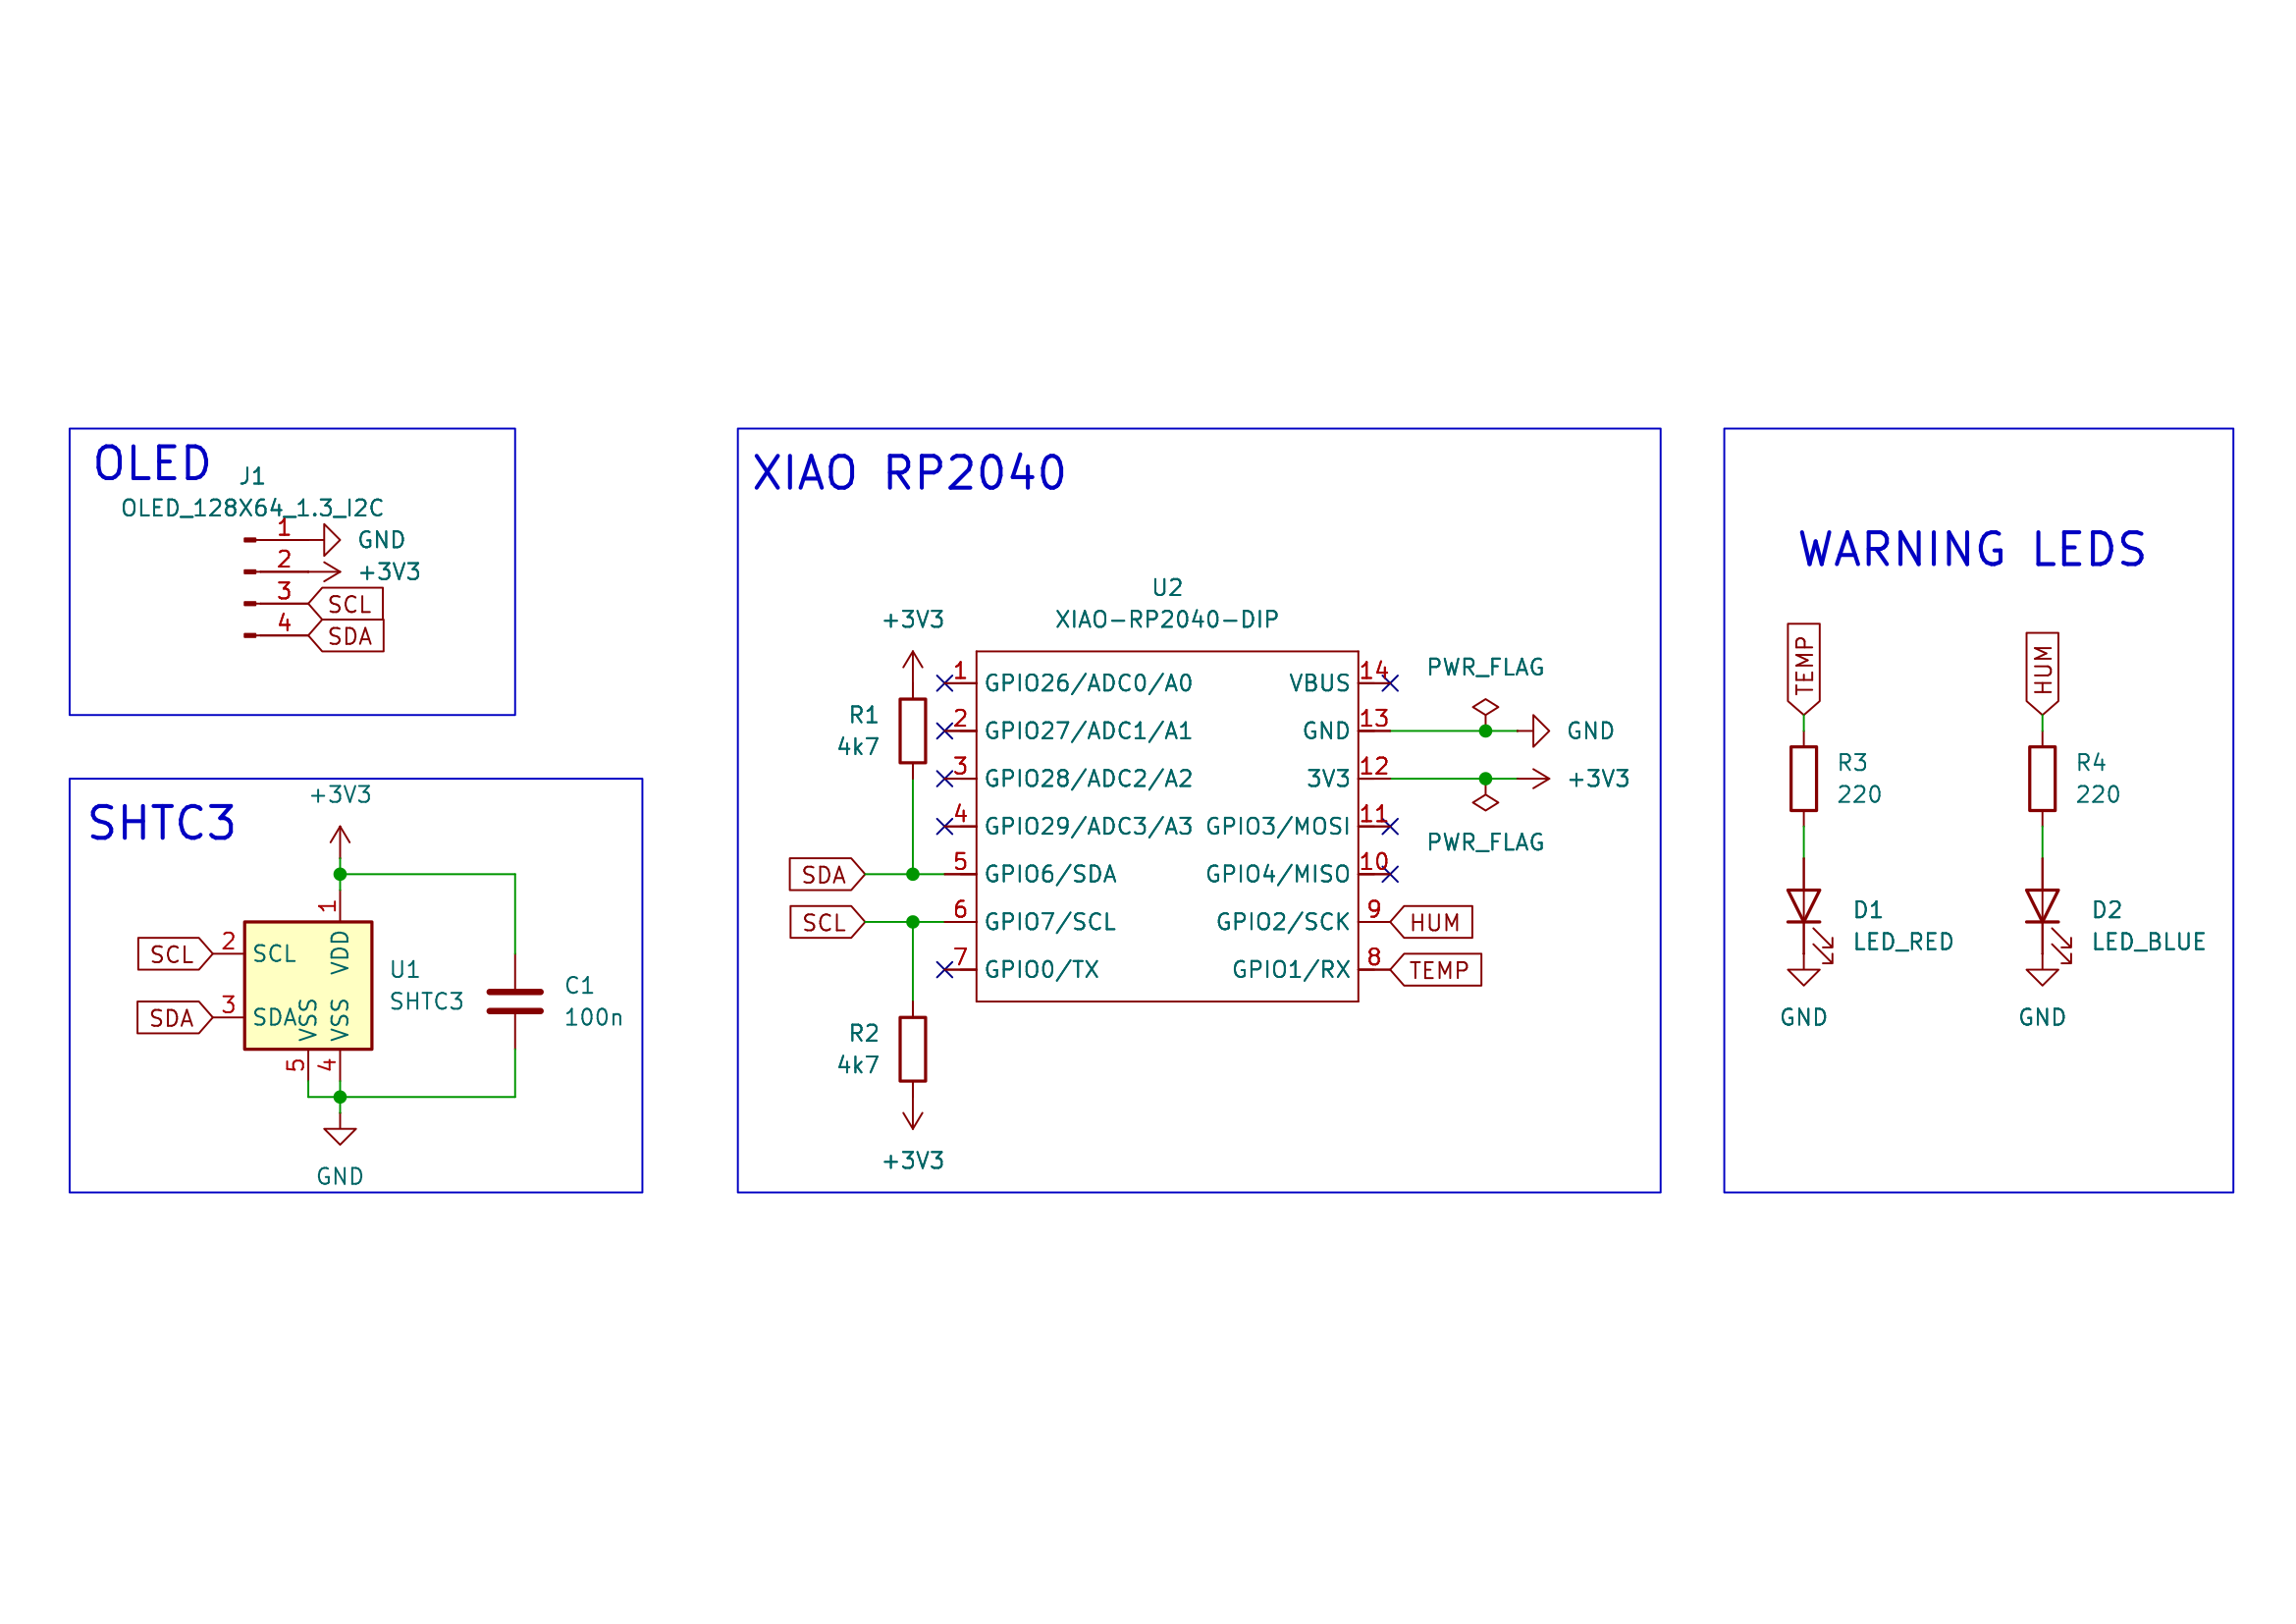 OLED
J1
OLED_128X64_1.3_I2C
1
GND
2
+3V3
3
SCL
4
SDA
SHTC3
+3V3
1
2
SCL
SCL
VDD
3
SDA
SDA
VSS
VSS
5
4
U1
SHTC3
C1
100n
GND
XIAO RP2040
U2
XIAO-RP2040-DIP
+3V3
R1
4k7
1
GPIO26/ADC0/A0
2
GPIO27/ADC1/A1
3
GPIO28/ADC2/A2
4
GPIO29/ADC3/A3
SDA
5
GPIO6/SDA
SCL
6
GPIO7/SCL
7
GPIO0/TX
VBUS
14
GND
13
3V3
12
GPIO3/MOSI
11
GPIO4/MISO
10
GPIO2/SCK
9
HUM
GPIO1/RX
8
TEMP
PWR_FLAG
GND
+3V3
PWR_FLAG
R2
4k7
+3V3
WARNING LEDS
TEMP
R3
220
D1
LED_RED
GND
HUM
R4
220
D2
LED_BLUE
GND